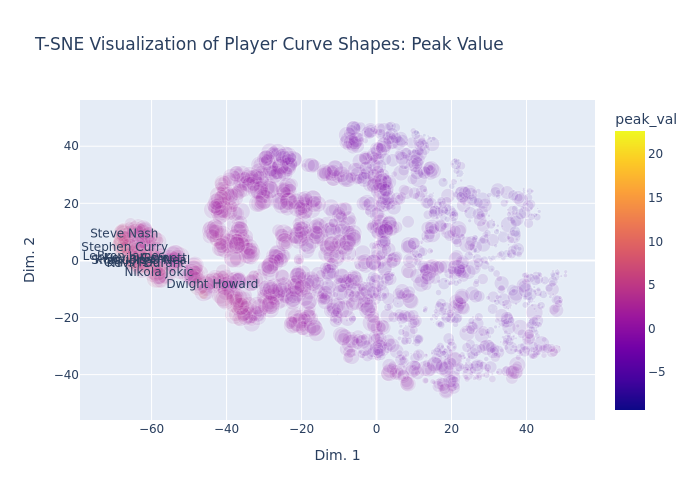 T-SNE Visualization of Player Curve Shapes: Peak Value
peak_val
20
15
10
5
0
−5
40
20
0
−20
−40
Dim. 2
Steve Nash
Stephen Curry
Nikola Jokic
Dwight Howard
−60
−40
−20
0
20
40
Dim. 1